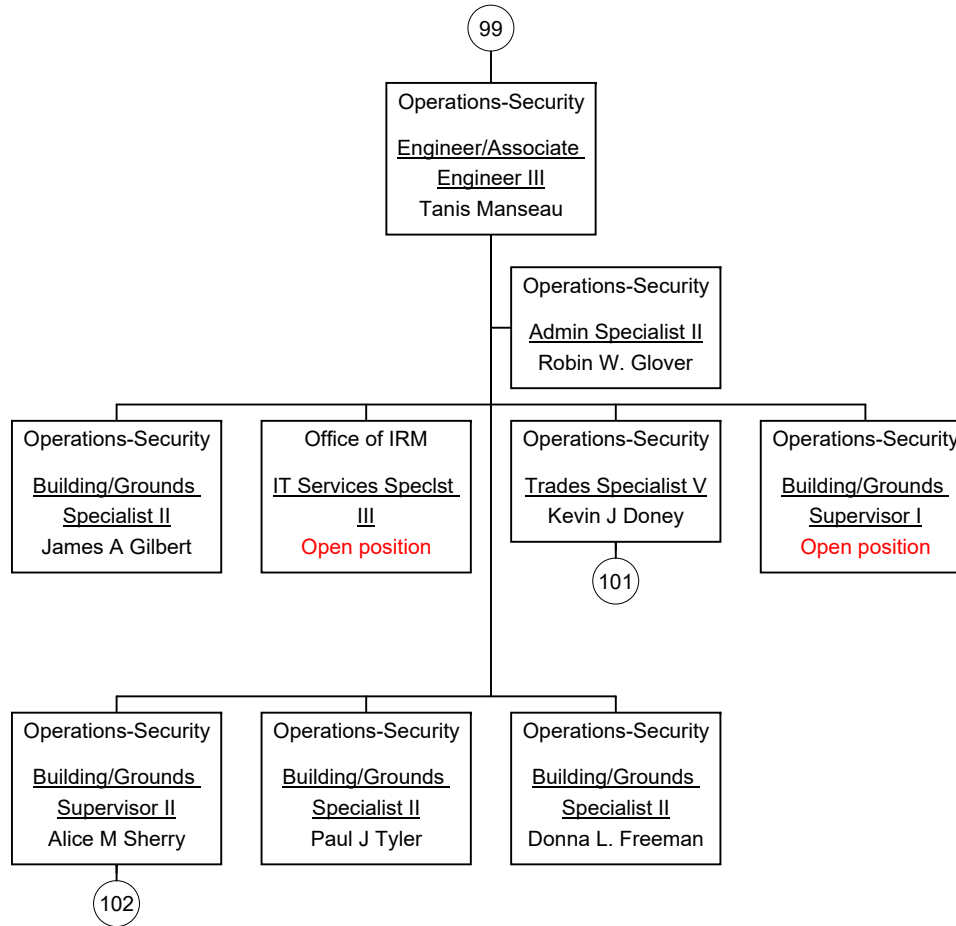 99
Operations-Security
Engineer/Associate
Engineer III
Tanis Manseau
Operations-Security
Admin Specialist II
Robin W. Glover
Operations-Security
Building/Grounds
Specialist II
James A Gilbert
Office of IRM
IT Services Speclst
III
Open position
Operations-Security
Trades Specialist V
Kevin J Doney
101
Operations-Security
Building/Grounds
Supervisor I
Open position
Operations-Security
Building/Grounds
Supervisor II
Alice M Sherry
102
Operations-Security
Building/Grounds
Specialist II
Paul J Tyler
Operations-Security
Building/Grounds
Specialist II
Donna L. Freeman